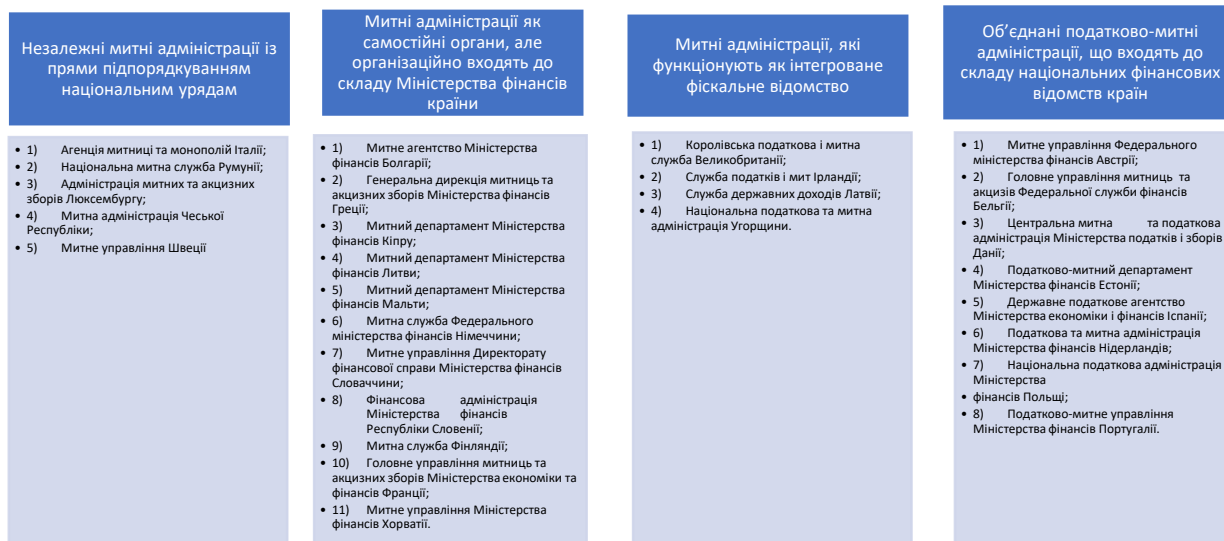 Незалежні митні адміністрації із
прями підпорядкуванням
національним урядам
• 1) Агенція митниці та монополій Італії;
• 2) Національна митна служба Румунії;
• 3) Адміністрація митних та акцизних
зборів Люксембургу;
• 4) Митна адміністрація Чеської
Республіки;
• 5) Митне управління Швеції
Митні адміністрації як
самостійні органи, але
організаційно входять до
складу Міністерства фінансів
країни
• 1) Митне агентство Міністерства
фінансів Болгарії;
• 2) Генеральна дирекція митниць та
акцизних зборів Міністерства фінансів
Греції;
• 3) Митний департамент Міністерства
фінансів Кіпру;
• 4) Митний департамент Міністерства
фінансів Литви;
• 5) Митний департамент Міністерства
фінансів Мальти;
• 6) Митна служба Федерального
міністерства фінансів Німеччини;
• 7) Митне управління Директорату
фінансової справи Міністерства фінансів
Словаччини;
• 8) Фінансова адміністрація
Міністерства фінансів
Республіки Словенії;
• 9) Митна служба Фінляндії;
• 10) Головне управління митниць та
акцизних зборів Міністерства економіки та
фінансів Франції;
• 11) Митне управління Міністерства
фінансів Хорватії.
Митні адміністрації, які
функціонують як інтегроване
фіскальне відомство
• 1) Королівська податкова і митна
служба Великобританії;
• 2) Служба податків і мит Ірландії;
• 3) Служба державних доходів Латвії;
• 4) Національна податкова та митна
адміністрація Угорщини.
Об’єднані податково-митні
адміністрації, що входять до
складу національних фінансових
відомств країн
• 1) Митне управління Федерального
міністерства фінансів Австрії;
• 2) Головне управління митниць та
акцизів Федеральної служби фінансів
Бельгії;
• 3) Центральна митна та податкова
адміністрація Міністерства податків і зборів
Данії;
• 4) Податково-митний департамент
Міністерства фінансів Естонії;
• 5) Державне податкове агентство
Міністерства економіки і фінансів Іспанії;
• 6) Податкова та митна адміністрація
Міністерства фінансів Нідерландів;
• 7) Національна податкова адміністрація
Міністерства
• фінансів Польщі;
• 8) Податково-митне управління
Міністерства фінансів Португалії.